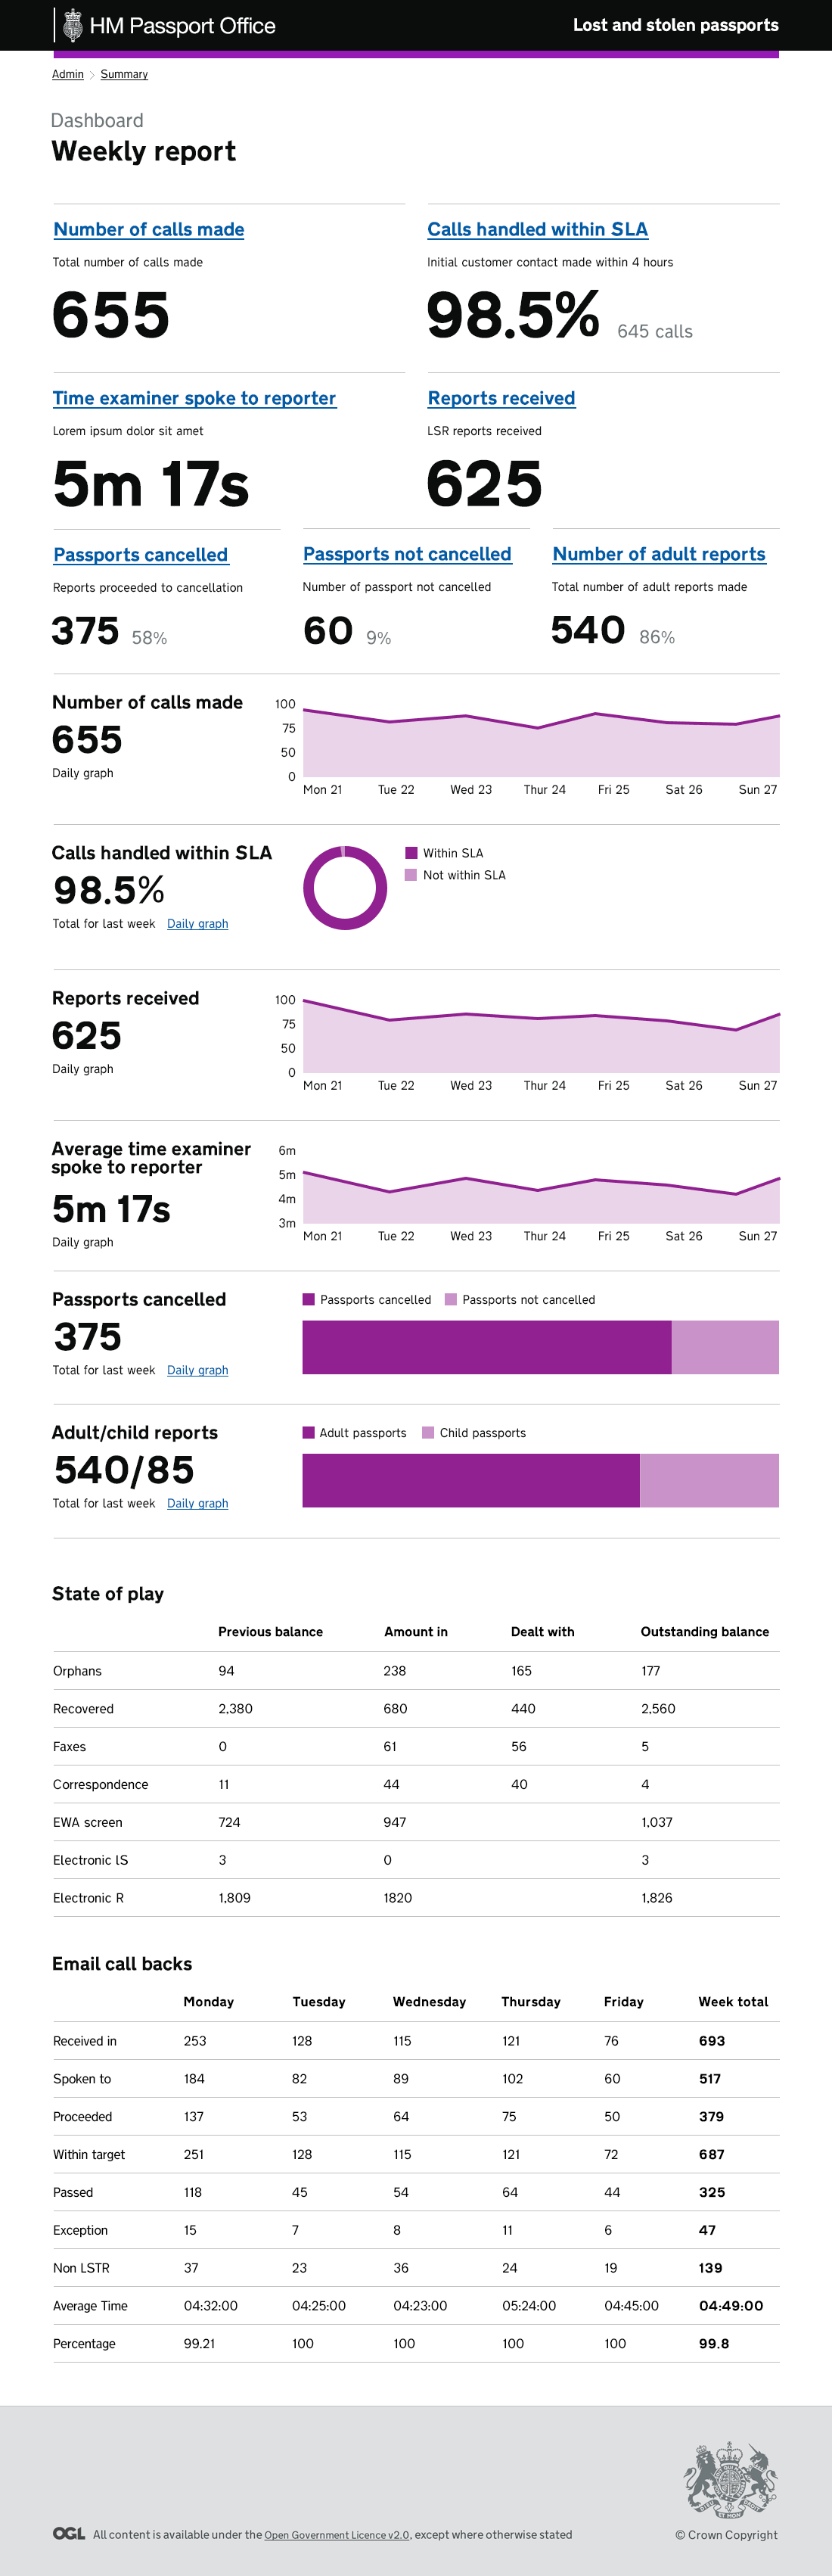 HM Passport Office
Lost and stolen passports
Admin > Summary
Dashboard
Weekly report
Number of calls made
Total number of calls made
655
Calls handled within SLA
Initial customer contact made within 4 hours
98.5% 645 calls
Time examiner spoke to reporter
Lorem ipsum dolor sit amet
5m 17s
Reports received
LSR reports received
625
Passports cancelled
Reports proceeded to cancellation
375 58%
Passports not cancelled
Number of passport not cancelled
60 9%
Number of adult reports
Total number of adult reports made
540 86%
Number of calls made
655
Daily graph
100
75
50
0
Mon 21 Tue 22 Wed 23 Thur 24 Fri 25 Sat 26 Sun 27
Calls handled within SLA
98.5%
Total for last week Daily graph
Within SLA
Not within SLA
Reports received
625
Daily graph
100
75
50
0
Mon 21 Tue 22 Wed 23 Thur 24 Fri 25 Sat 26 Sun 27
Average time examiner
spoke to reporter
5m 17s
Daily graph
6m
5m
4m
3m
Mon 21 Tue 22 Wed 23 Thur 24 Fri 25 Sat 26 Sun 27
Passports cancelled
375
Total for last week Daily graph
Passports cancelled Passports not cancelled
Adult/child reports
540/85
Total for last week Daily graph
Adult passports Child passports
State of play
Previous balance Amount in Dealt with Outstanding balance
Orphans 94 238 165 177
Recovered 2,380 680 440 2,560
Faxes 0 61 56 5
Correspondence 11 44 40 4
EWA screen 724 947 1,037
Electronic lS 3 0 3
Electronic R 1,809 1820 1,826
Email call backs
Monday Tuesday Wednesday Thursday Friday Week total
Received in 253 128 115 121 76 693
Spoken to 184 82 89 102 60 517
Proceeded 137 53 64 75 50 379
Within target 251 128 115 121 72 687
Passed 118 45 54 64 44 325
Exception 15 7 8 11 6 47
Non LSTR 37 23 36 24 19 139
Average Time 04:32:00 04:25:00 04:23:00 05:24:00 04:45:00 04:49:00
Percentage 99.21 100 100 100 100 99.8
OGL All content is available under the Open Government Licence v2.0, except where otherwise stated
© Crown Copyright